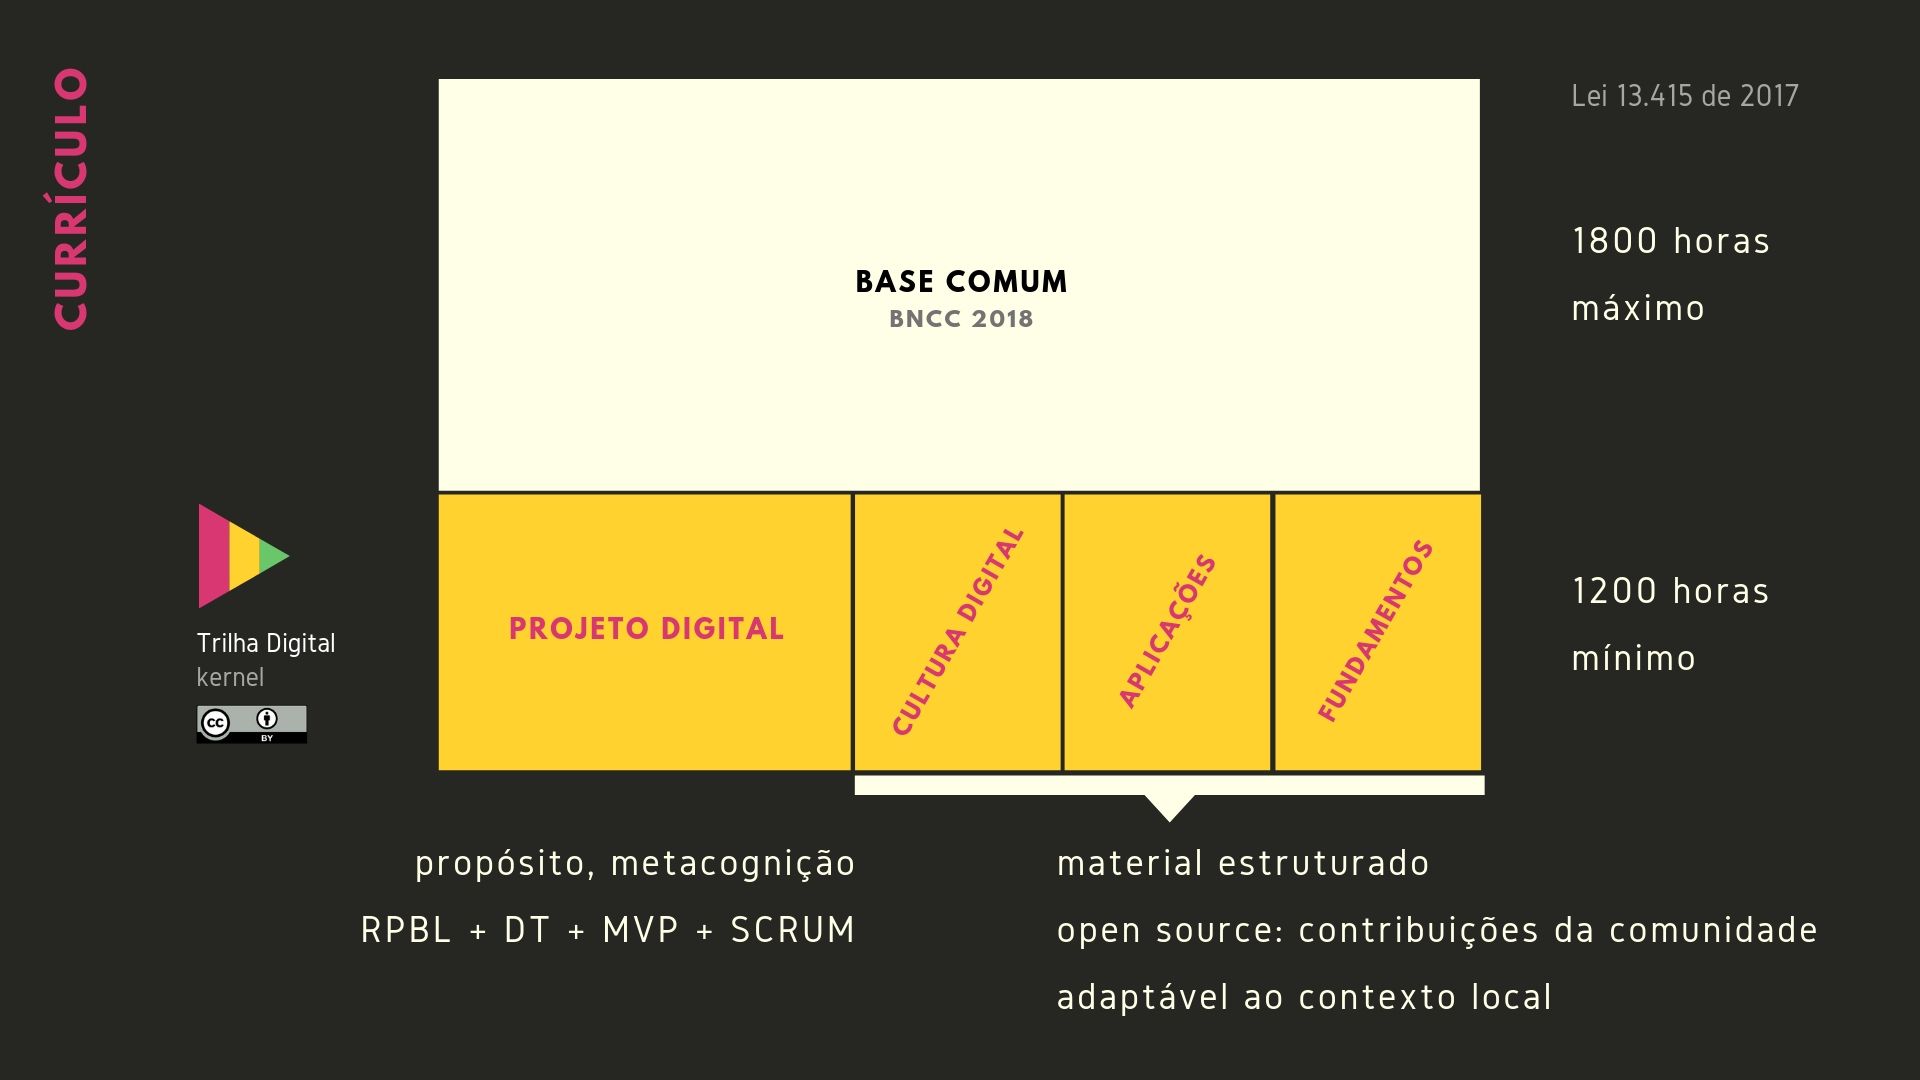 CURRÍCULO
Lei 13.415 de 2017
1800 horas
máximo
BASE COMUM
BNCC 2018
PROJETO DIGITAL
CULTURA DIGITAL
APLICAÇÕES
FUNDAMENTOS
1200 horas
mínimo
Trilha Digital
kernel
cc
BY
propósito, metacognição
RPBL + DT + MVP + SCRUM
material estruturado
open source: contribuições da comunidade
adaptável ao contexto local